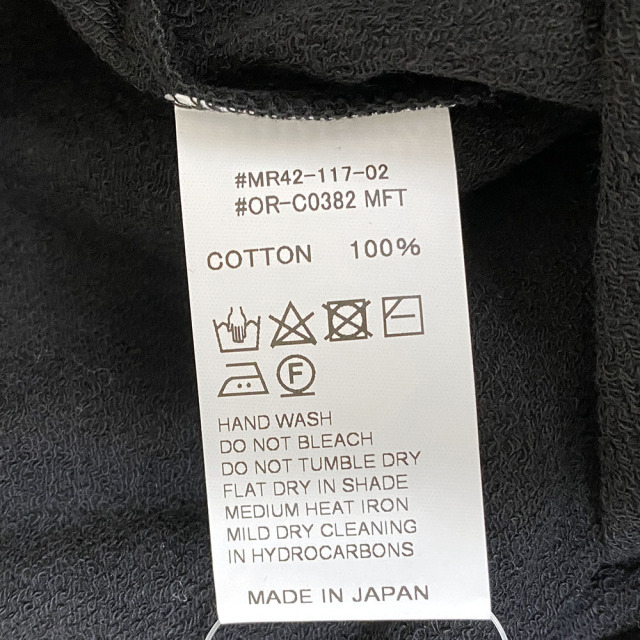 #MR42-117-02
#OR-C0382 MFT
COTTON 100%
F
HAND WASH
DO NOT BLEACH
DO NOT TUMBLE DRY
FLAT DRY IN SHADE
MEDIUM HEAT IRON
MILD DRY CLEANING
IN HYDROCARBONS
MADE IN JAPAN